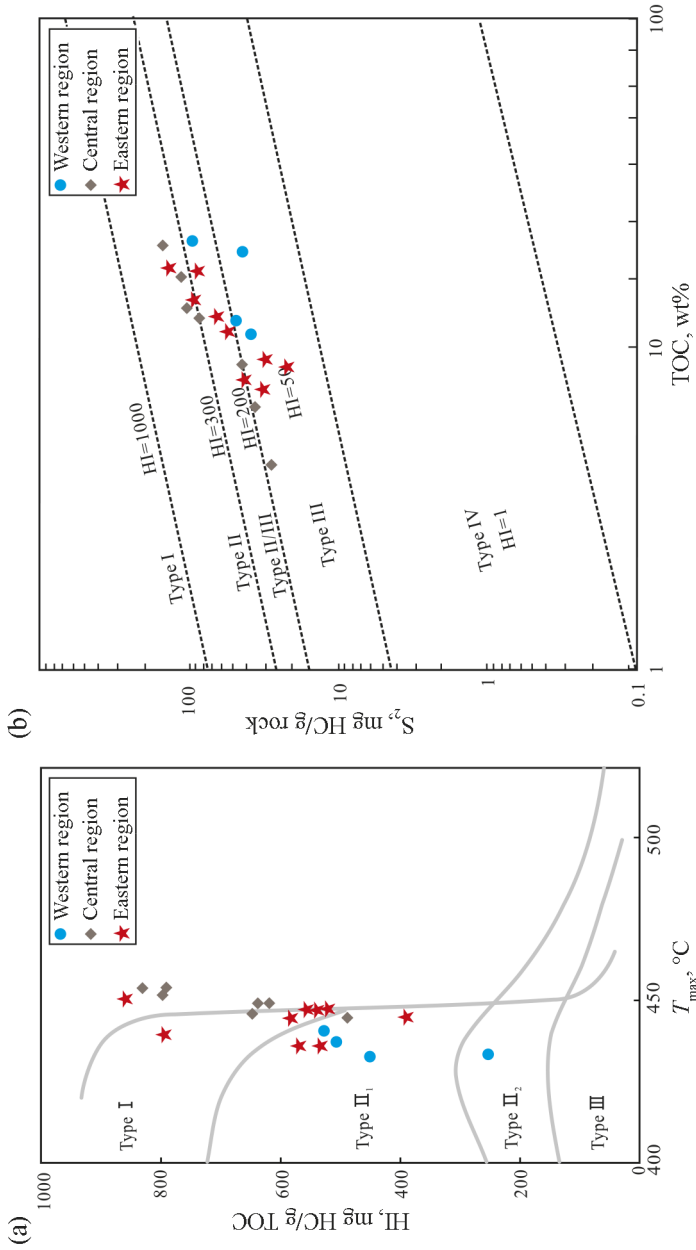 (a)
1000
800
600
400
200
0
HI, mg HC/g TOC
400
450
500
Tmax, °C
Western region
Central region
Eastern region
Type Ⅰ
Type Ⅱ1
Type Ⅱ2
Type Ⅲ
(b)
100
10
1
0.1
S2, mg HC/g rock
1
10
100
TOC, wt%
Western region
Central region
Eastern region
HI=1000
HI=300
HI=200
HI=50
Type I
Type II
Type II/III
Type III
Type IV
HI=1